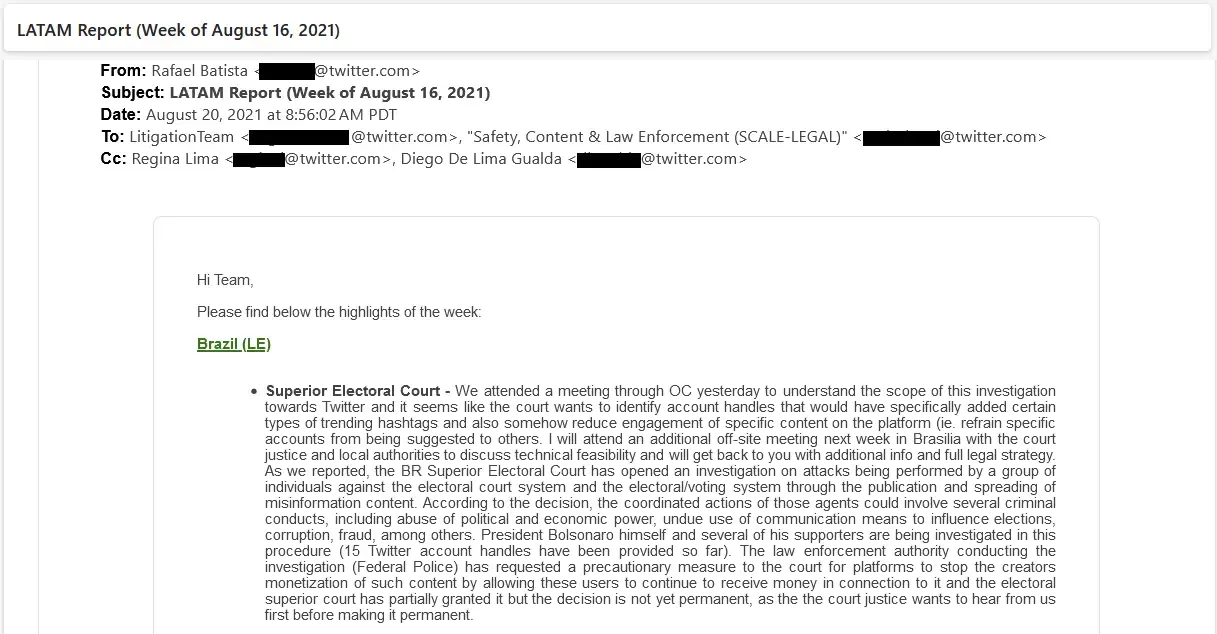 LATAM Report (Week of August 16, 2021)
From: Rafael Batista < @twitter.com>
Subject: LATAM Report (Week of August 16, 2021)
Date: August 20, 2021 at 8:56:02 AM PDT
To: LitigationTeam < @twitter.com>, "Safety, Content & Law Enforcement (SCALE-LEGAL)" < @twitter.com>
Cc: Regina Lima < @twitter.com>, Diego De Lima Gualda < @twitter.com>
Hi Team,
Please find below the highlights of the week:
Brazil (LE)
• Superior Electoral Court - We attended a meeting through OC yesterday to understand the scope of this investigation
towards Twitter and it seems like the court wants to identify account handles that would have specifically added certain
types of trending hashtags and also somehow reduce engagement of specific content on the platform (ie. refrain specific
accounts from being suggested to others. I will attend an additional off-site meeting next week in Brasilia with the court
justice and local authorities to discuss technical feasibility and will get back to you with additional info and full legal strategy.
As we reported, the BR Superior Electoral Court has opened an investigation on attacks being performed by a group of
individuals against the electoral court system and the electoral/voting system through the publication and spreading of
misinformation content. According to the decision, the coordinated actions of those agents could involve several criminal
conducts, including abuse of political and economic power, undue use of communication means to influence elections,
corruption, fraud, among others. President Bolsonaro himself and several of his supporters are being investigated in this
procedure (15 Twitter account handles have been provided so far). The law enforcement authority conducting the
investigation (Federal Police) has requested a precautionary measure to the court for platforms to stop the creators
monetization of such content by allowing these users to continue to receive money in connection to it and the electoral
superior court has partially granted it but the decision is not yet permanent, as the the court justice wants to hear from us
first before making it permanent.